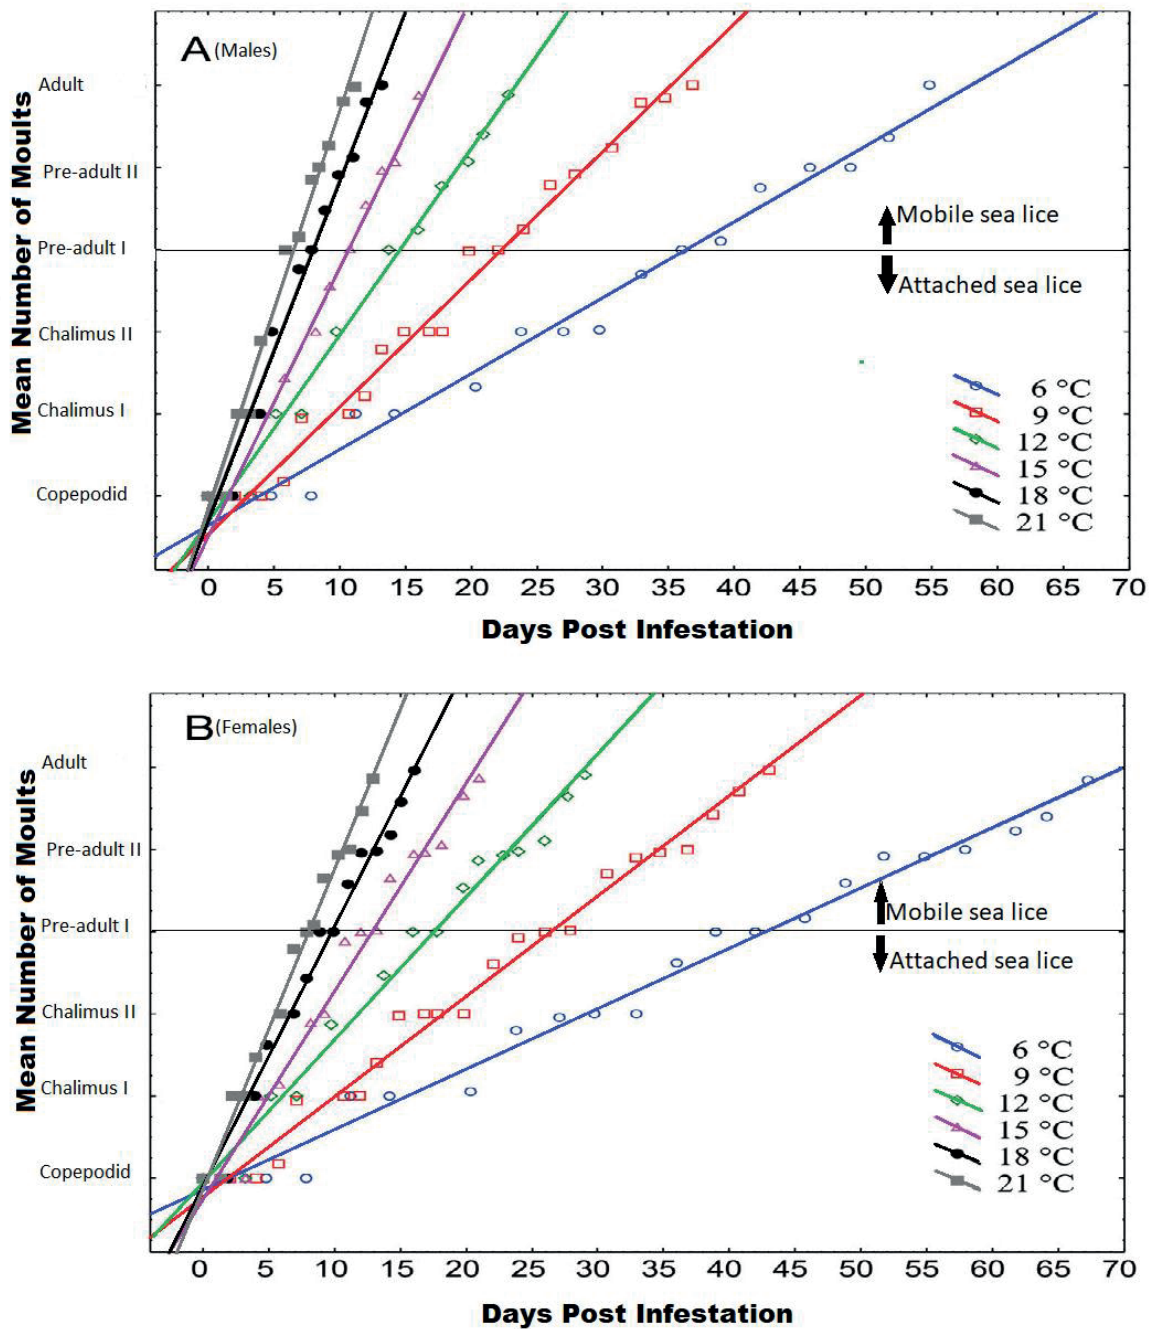 A (Males)
Mean Number of Moults
Adult
Pre-adult II
Pre-adult I
Chalimus II
Chalimus I
Copepodid
Mobile sea lice
Attached sea lice
6 °C
9 °C
12 °C
15 °C
18 °C
21 °C
0 5 10 15 20 25 30 35 40 45 50 55 60 65 70
Days Post Infestation
B (Females)
Mean Number of Moults
Adult
Pre-adult II
Pre-adult I
Chalimus II
Chalimus I
Copepodid
Mobile sea lice
Attached sea lice
6 °C
9 °C
12 °C
15 °C
18 °C
21 °C
0 5 10 15 20 25 30 35 40 45 50 55 60 65 70
Days Post Infestation